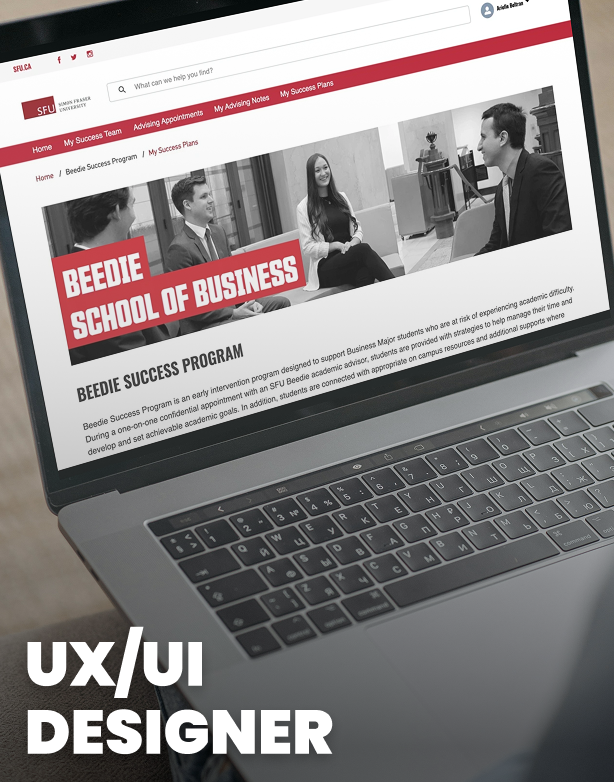 SFU.CA
Arielle Beltran
What can we help you find?
SFU SIMON FRASER
UNIVERSITY
Home My Success Team Advising Appointments My Advising Notes My Success Plans
Home / Beedie Success Program / My Success Plans
BEEDIE
SCHOOL OF BUSINESS
BEEDIE SUCCESS PROGRAM
Beedie Success Program is an early intervention program designed to support Business Major students who are at risk of experiencing academic difficulty.
During a one-on-one confidential appointment with an SFU Beedie academic advisor, students are provided with strategies to help manage their time and
develop and set achievable academic goals. In addition, students are connected with appropriate on campus resources and additional supports where
UX/UI
DESIGNER